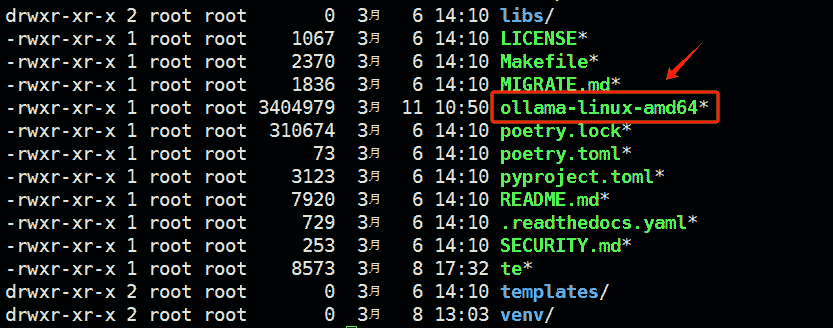 drwxr-xr-x 2 root root       0  3月   6 14:10 libs/
-rwxr-xr-x 1 root root    1067  3月   6 14:10 LICENSE*
-rwxr-xr-x 1 root root    2370  3月   6 14:10 Makefile*
-rwxr-xr-x 1 root root    1836  3月   6 14:10 MIGRATE.md*
-rwxr-xr-x 1 root root 3404979  3月  11 10:50 ollama-linux-amd64*
-rwxr-xr-x 1 root root  310674  3月   6 14:10 poetry.lock*
-rwxr-xr-x 1 root root      73  3月   6 14:10 poetry.toml*
-rwxr-xr-x 1 root root    3123  3月   6 14:10 pyproject.toml*
-rwxr-xr-x 1 root root    7920  3月   6 14:10 README.md*
-rwxr-xr-x 1 root root     729  3月   6 14:10 .readthedocs.yaml*
-rwxr-xr-x 1 root root     253  3月   6 14:10 SECURITY.md*
-rwxr-xr-x 1 root root    8573  3月   8 17:32 te*
drwxr-xr-x 2 root root       0  3月   6 14:10 templates/
drwxr-xr-x 2 root root       0  3月   8 13:03 venv/